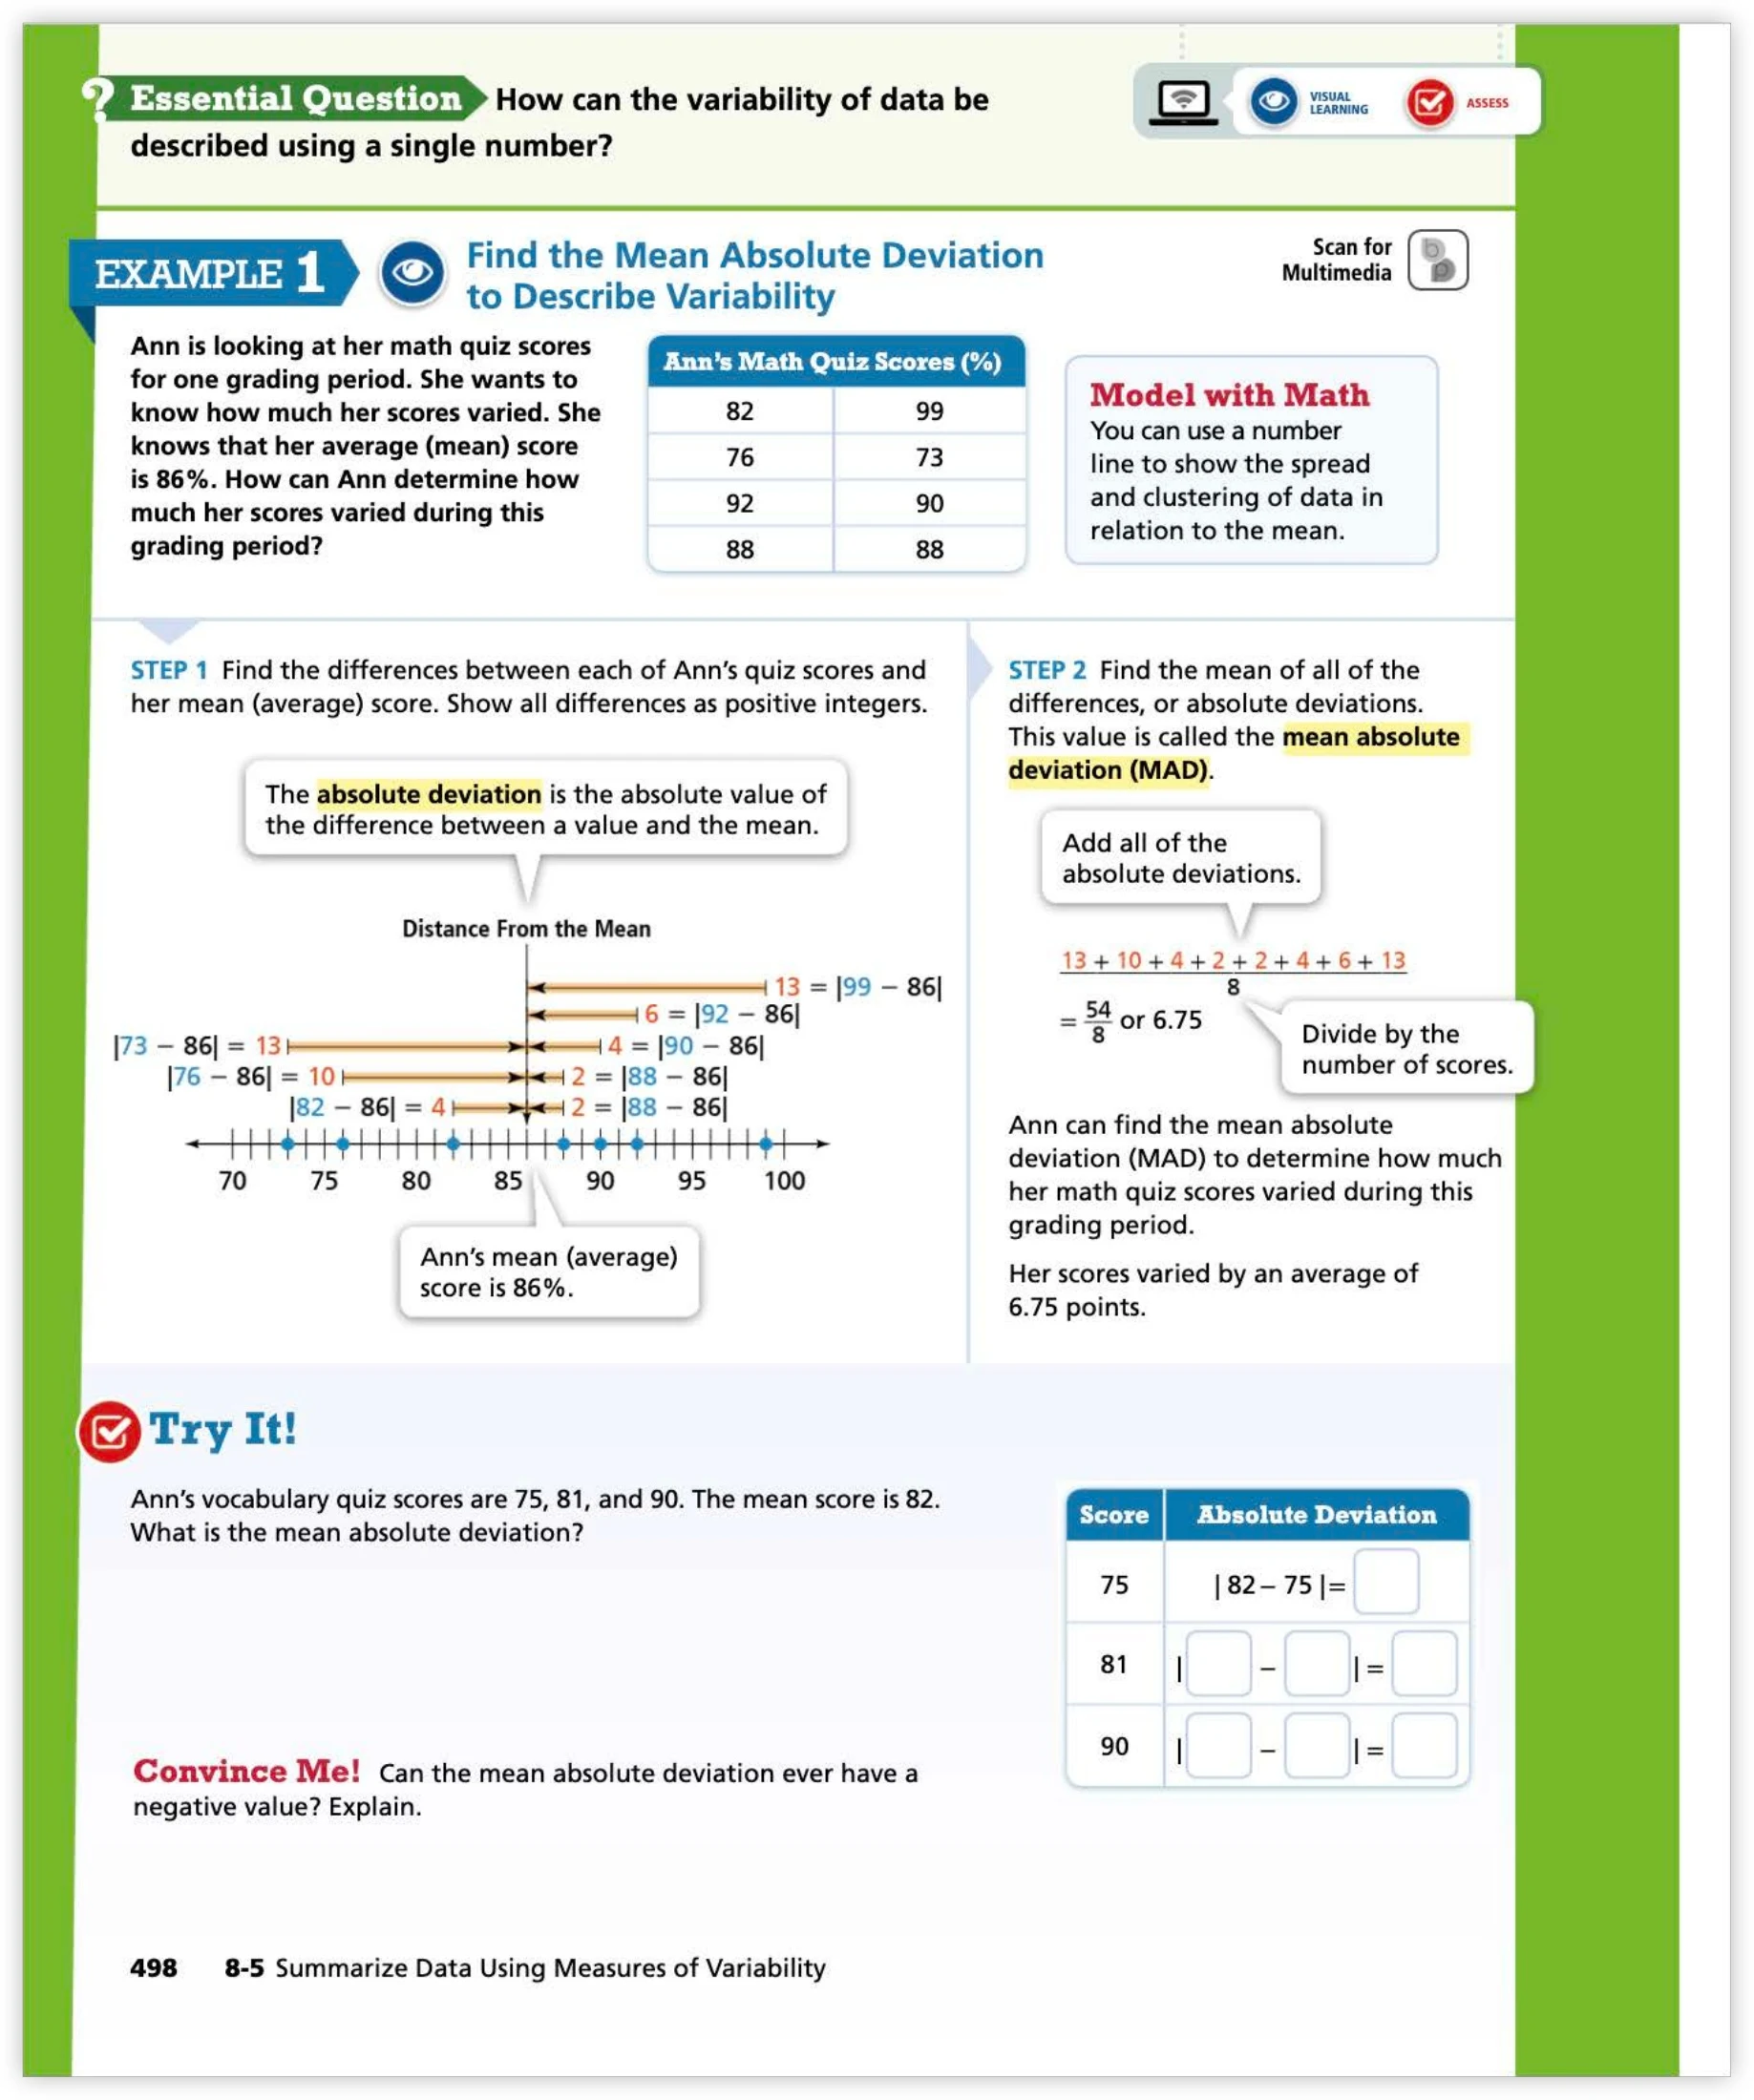 ? Essential Question How can the variability of data be
described using a single number?
VISUAL
LEARNING
ASSESS
EXAMPLE 1
Find the Mean Absolute Deviation
to Describe Variability
Scan for
Multimedia
Ann is looking at her math quiz scores
for one grading period. She wants to
know how much her scores varied. She
knows that her average (mean) score
is 86%. How can Ann determine how
much her scores varied during this
grading period?
Ann's Math Quiz Scores (%)
82 99
76 73
92 90
88 88
Model with Math
You can use a number
line to show the spread
and clustering of data in
relation to the mean.
STEP 1 Find the differences between each of Ann's quiz scores and
her mean (average) score. Show all differences as positive integers.
The absolute deviation is the absolute value of
the difference between a value and the mean.
Distance From the Mean
13 = |99 − 86|
6 = |92 − 86|
|73 − 86| = 13 4 = |90 − 86|
|76 − 86| = 10 2 = |88 − 86|
|82 − 86| = 4 2 = |88 − 86|
70 75 80 85 90 95 100
Ann's mean (average)
score is 86%.
STEP 2 Find the mean of all of the
differences, or absolute deviations.
This value is called the mean absolute
deviation (MAD).
Add all of the
absolute deviations.
13 + 10 + 4 + 2 + 2 + 4 + 6 + 13
8
= 54/8 or 6.75
Divide by the
number of scores.
Ann can find the mean absolute
deviation (MAD) to determine how much
her math quiz scores varied during this
grading period.
Her scores varied by an average of
6.75 points.
Try It!
Ann's vocabulary quiz scores are 75, 81, and 90. The mean score is 82.
What is the mean absolute deviation?
Score Absolute Deviation
75 | 82 – 75 | =
81 | – | =
90 | – | =
Convince Me! Can the mean absolute deviation ever have a
negative value? Explain.
498 8-5 Summarize Data Using Measures of Variability